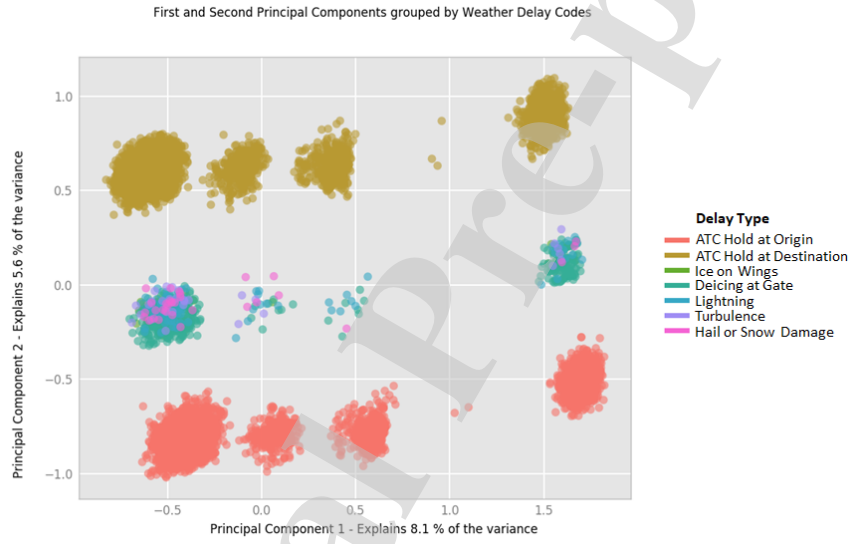 First and Second Principal Components grouped by Weather Delay Codes
Principal Component 2 - Explains 5.6 % of the variance
1.0
0.5
0.0
−0.5
−1.0
−0.5
0.0
0.5
1.0
1.5
Principal Component 1 - Explains 8.1 % of the variance
Delay Type
ATC Hold at Origin
ATC Hold at Destination
Ice on Wings
Deicing at Gate
Lightning
Turbulence
Hail or Snow Damage
a pre-p